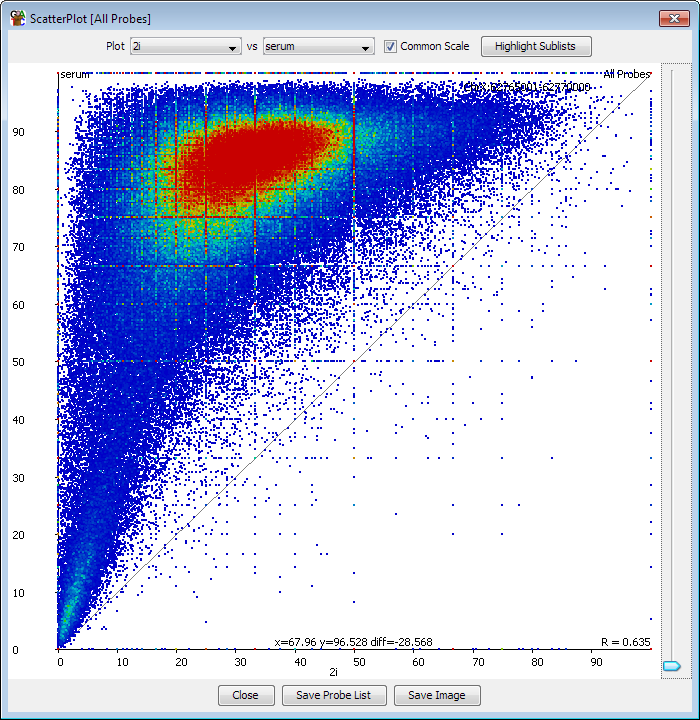 ScatterPlot [All Probes]
Plot 2i vs serum Common Scale Highlight Sublists
serum All Probes
90
80
70
60
50
40
30
20
10
0
x=67.96 y=96.528 diff=-28.568 R = 0.635
0 10 20 30 40 50 60 70 80 90
2i
Close Save Probe List Save Image